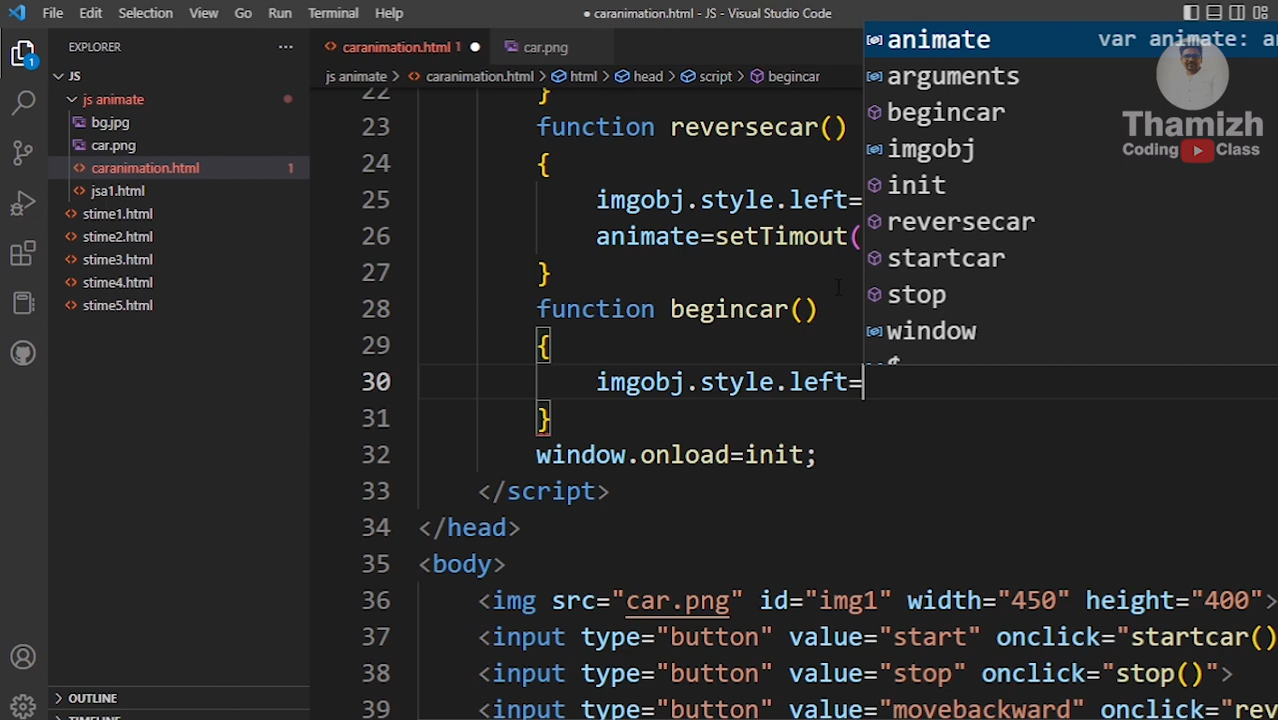 File Edit Selection View Go Run Terminal Help
● caranimation.html - JS - Visual Studio Code
EXPLORER
JS
js animate
bg.jpg
car.png
caranimation.html 1
jsa1.html
stime1.html
stime2.html
stime3.html
stime4.html
stime5.html
OUTLINE
TIMELINE
1
caranimation.html 1 ●
car.png
js animate > caranimation.html > html > head > script > begincar
22 }
23 function reversecar()
24 {
25 imgobj.style.left=
26 animate=setTimout(
27 }
28 function begincar()
29 {
30 imgobj.style.left=
31 }
32 window.onload=init;
33 </script>
34 </head>
35 <body>
36 <img src="car.png" id="img1" width="450" height="400">
37 <input type="button" value="start" onclick="startcar()
38 <input type="button" value="stop" onclick="stop()">
39 <input type="button" value="movebackward" onclick="rev
animate var animate: a
arguments
begincar
imgobj
init
reversecar
startcar
stop
window
Thamizh
Coding Class